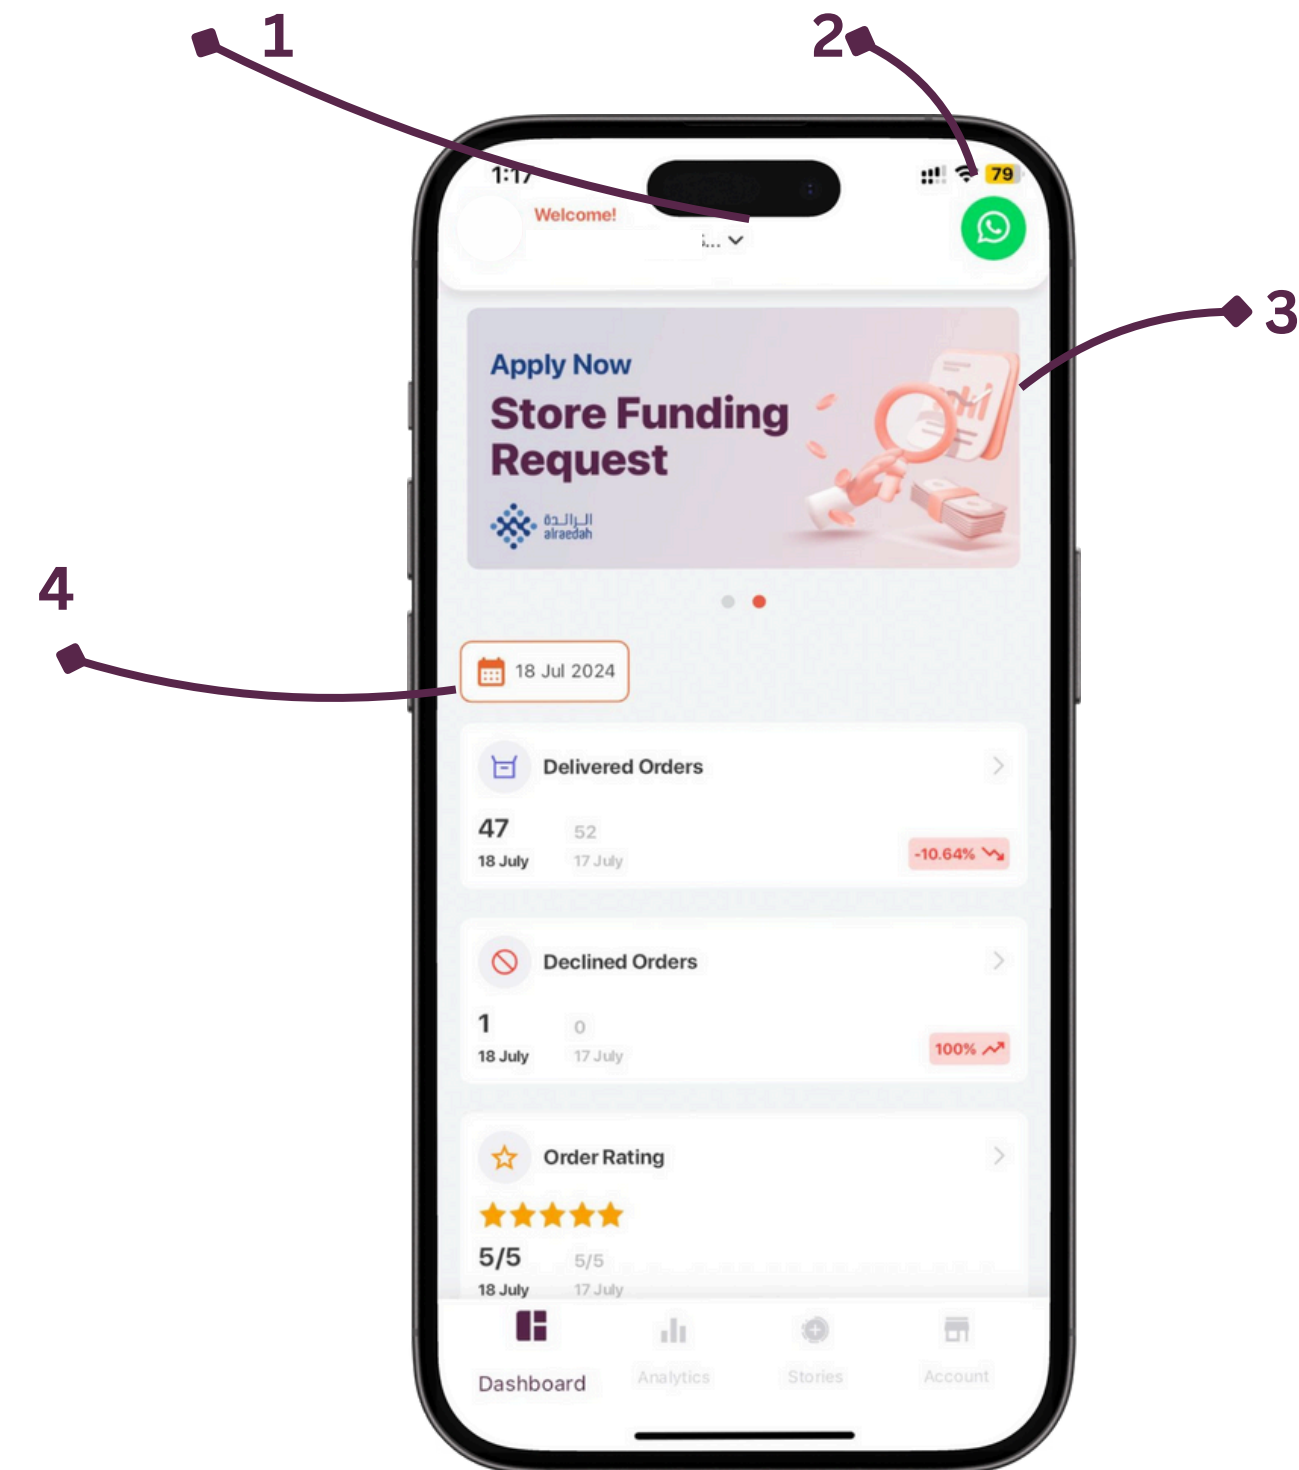 1
2
1:17
79
Welcome!
...
3
Apply Now
Store Funding
Request
الرائدة
alraedah
4
18 Jul 2024
Delivered Orders
47
52
18 July
17 July
-10.64%
Declined Orders
1
0
18 July
17 July
100%
Order Rating
5/5
5/5
18 July
17 July
Dashboard
Analytics
Stories
Account